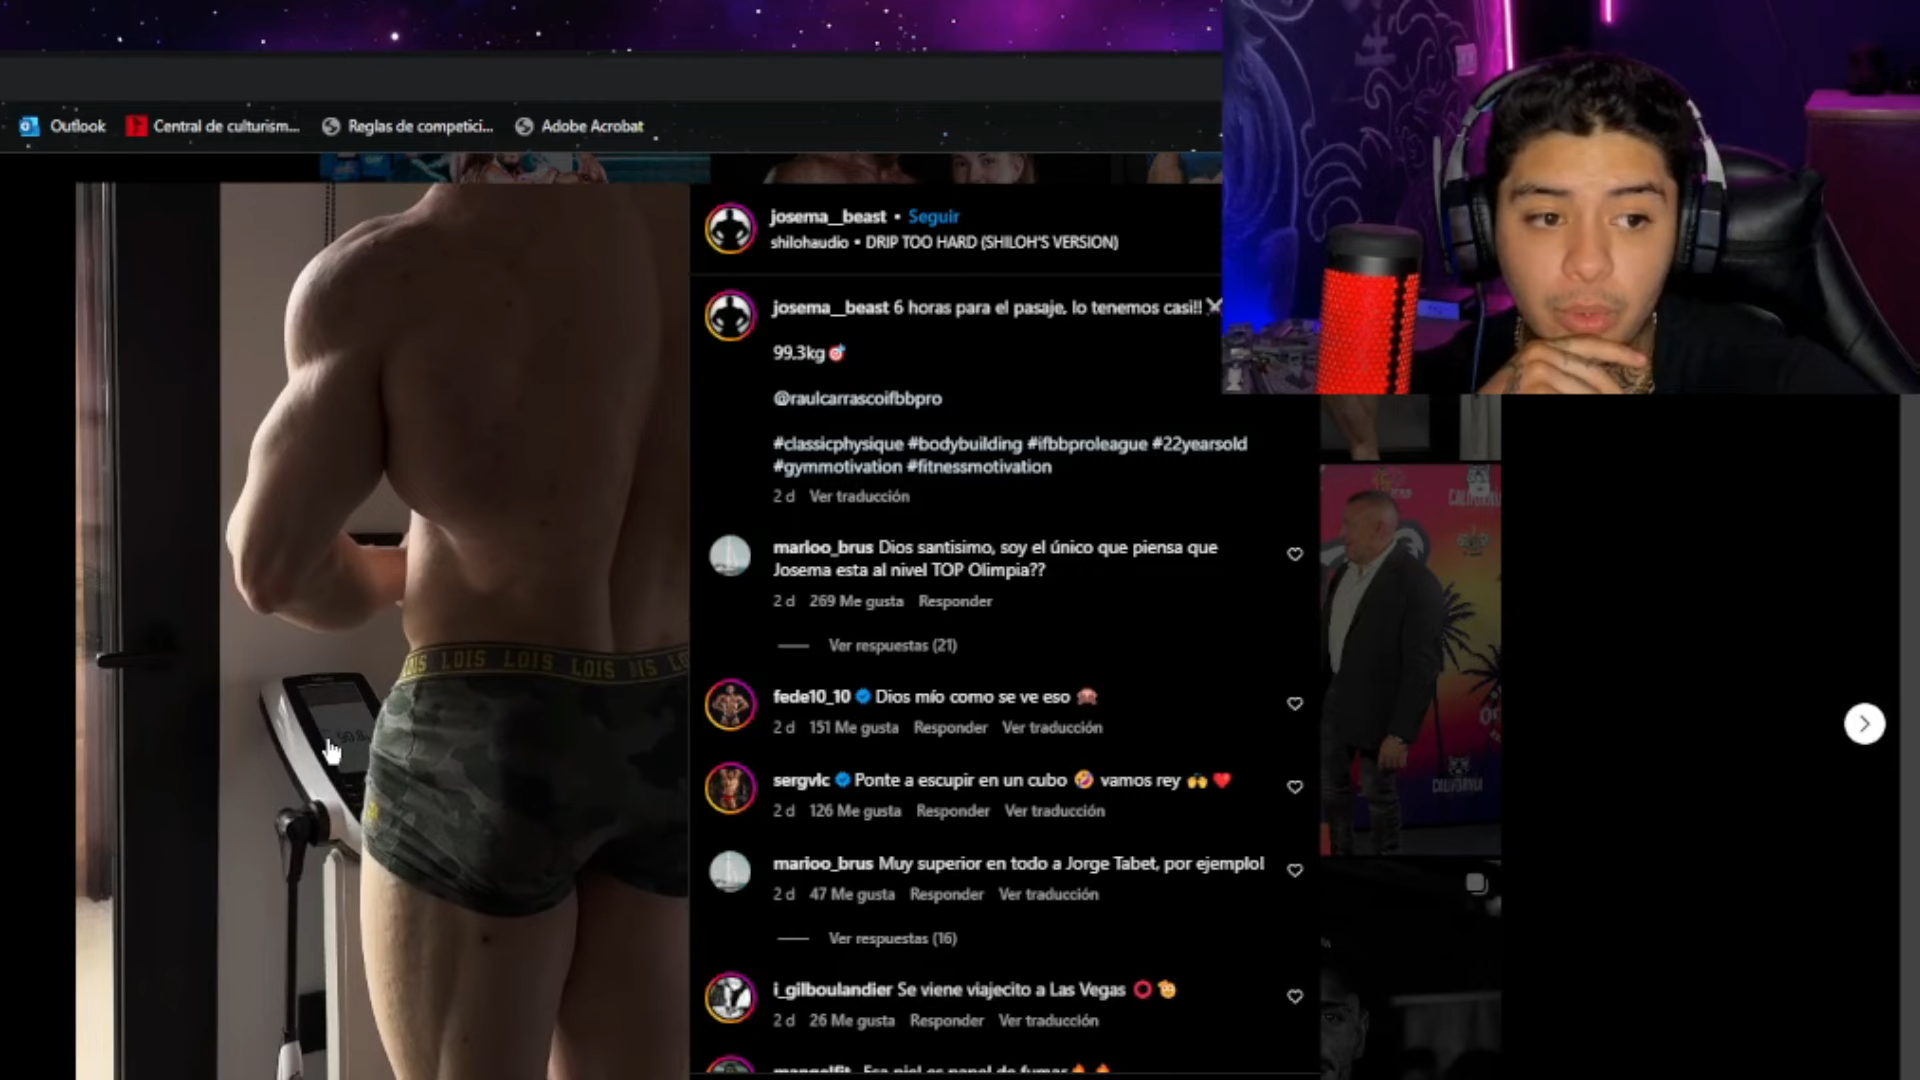 Outlook
Central de culturism...
Reglas de competici...
Adobe Acrobat
josema__beast • Seguir
shilohaudio • DRIP TOO HARD (SHILOH'S VERSION)
josema__beast 6 horas para el pasaje. lo tenemos casi!!
99.3kg🎯
@raulcarrascoifbbpro
#classicphysique #bodybuilding #ifbbproleague #22yearsold
#gymmotivation #fitnessmotivation
2 d Ver traducción
marioo_brus Dios santisimo, soy el único que piensa que
Josema esta al nivel TOP Olimpia??
2 d 269 Me gusta Responder
Ver respuestas (21)
fede10_10 Dios mío como se ve eso
2 d 151 Me gusta Responder Ver traducción
sergvlc Ponte a escupir en un cubo 🤣 vamos rey 🙌❤️
2 d 126 Me gusta Responder Ver traducción
marioo_brus Muy superior en todo a Jorge Tabet, por ejemplo!
2 d 47 Me gusta Responder Ver traducción
Ver respuestas (16)
i_gilboulandier Se viene viajecito a Las Vegas ⭕
2 d 26 Me gusta Responder Ver traducción
LOIS LOIS LOIS
CALIFORNIA